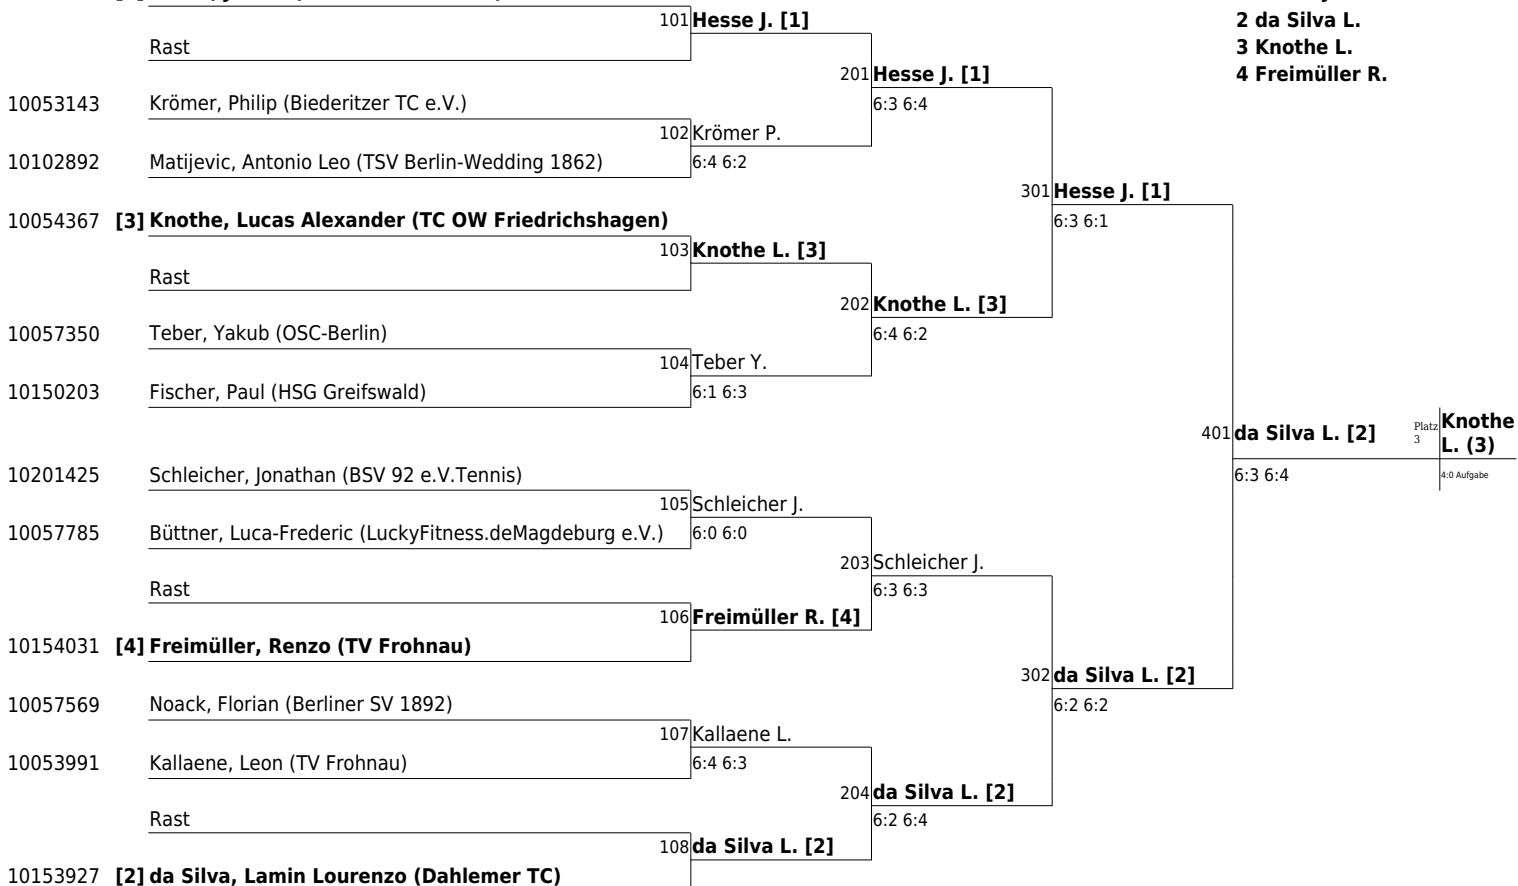 101 Hesse J. [1]
2 da Silva L.
Rast
3 Knothe L.
201 Hesse J. [1]
4 Freimüller R.
10053143 Krömer, Philip (Biederitzer TC e.V.)
6:3 6:4
102 Krömer P.
10102892 Matijevic, Antonio Leo (TSV Berlin-Wedding 1862)
6:4 6:2
301 Hesse J. [1]
10054367 [3] Knothe, Lucas Alexander (TC OW Friedrichshagen)
6:3 6:1
103 Knothe L. [3]
Rast
202 Knothe L. [3]
10057350 Teber, Yakub (OSC-Berlin)
6:4 6:2
104 Teber Y.
10150203 Fischer, Paul (HSG Greifswald)
6:1 6:3
401 da Silva L. [2]
Platz
3
Knothe
L. (3)
10201425 Schleicher, Jonathan (BSV 92 e.V.Tennis)
6:3 6:4
4:0 Aufgabe
105 Schleicher J.
10057785 Büttner, Luca-Frederic (LuckyFitness.deMagdeburg e.V.)
6:0 6:0
203 Schleicher J.
Rast
6:3 6:3
106 Freimüller R. [4]
10154031 [4] Freimüller, Renzo (TV Frohnau)
302 da Silva L. [2]
10057569 Noack, Florian (Berliner SV 1892)
6:2 6:2
107 Kallaene L.
10053991 Kallaene, Leon (TV Frohnau)
6:4 6:3
204 da Silva L. [2]
Rast
6:2 6:4
108 da Silva L. [2]
10153927 [2] da Silva, Lamin Lourenzo (Dahlemer TC)